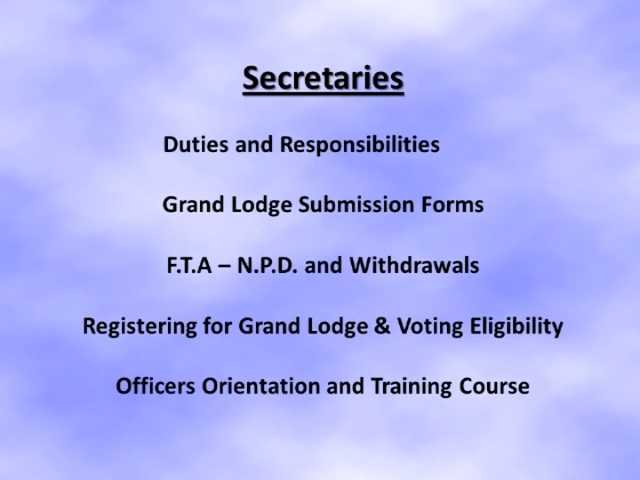 Secretaries
Duties and Responsibilities
Grand Lodge Submission Forms
F.T.A – N.P.D. and Withdrawals
Registering for Grand Lodge & Voting Eligibility
Officers Orientation and Training Course